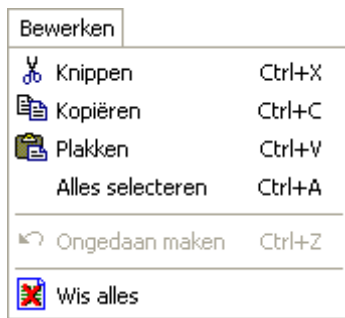 Bewerken
Knippen Ctrl+X
Kopiëren Ctrl+C
Plakken Ctrl+V
Alles selecteren Ctrl+A
Ongedaan maken Ctrl+Z
Wis alles